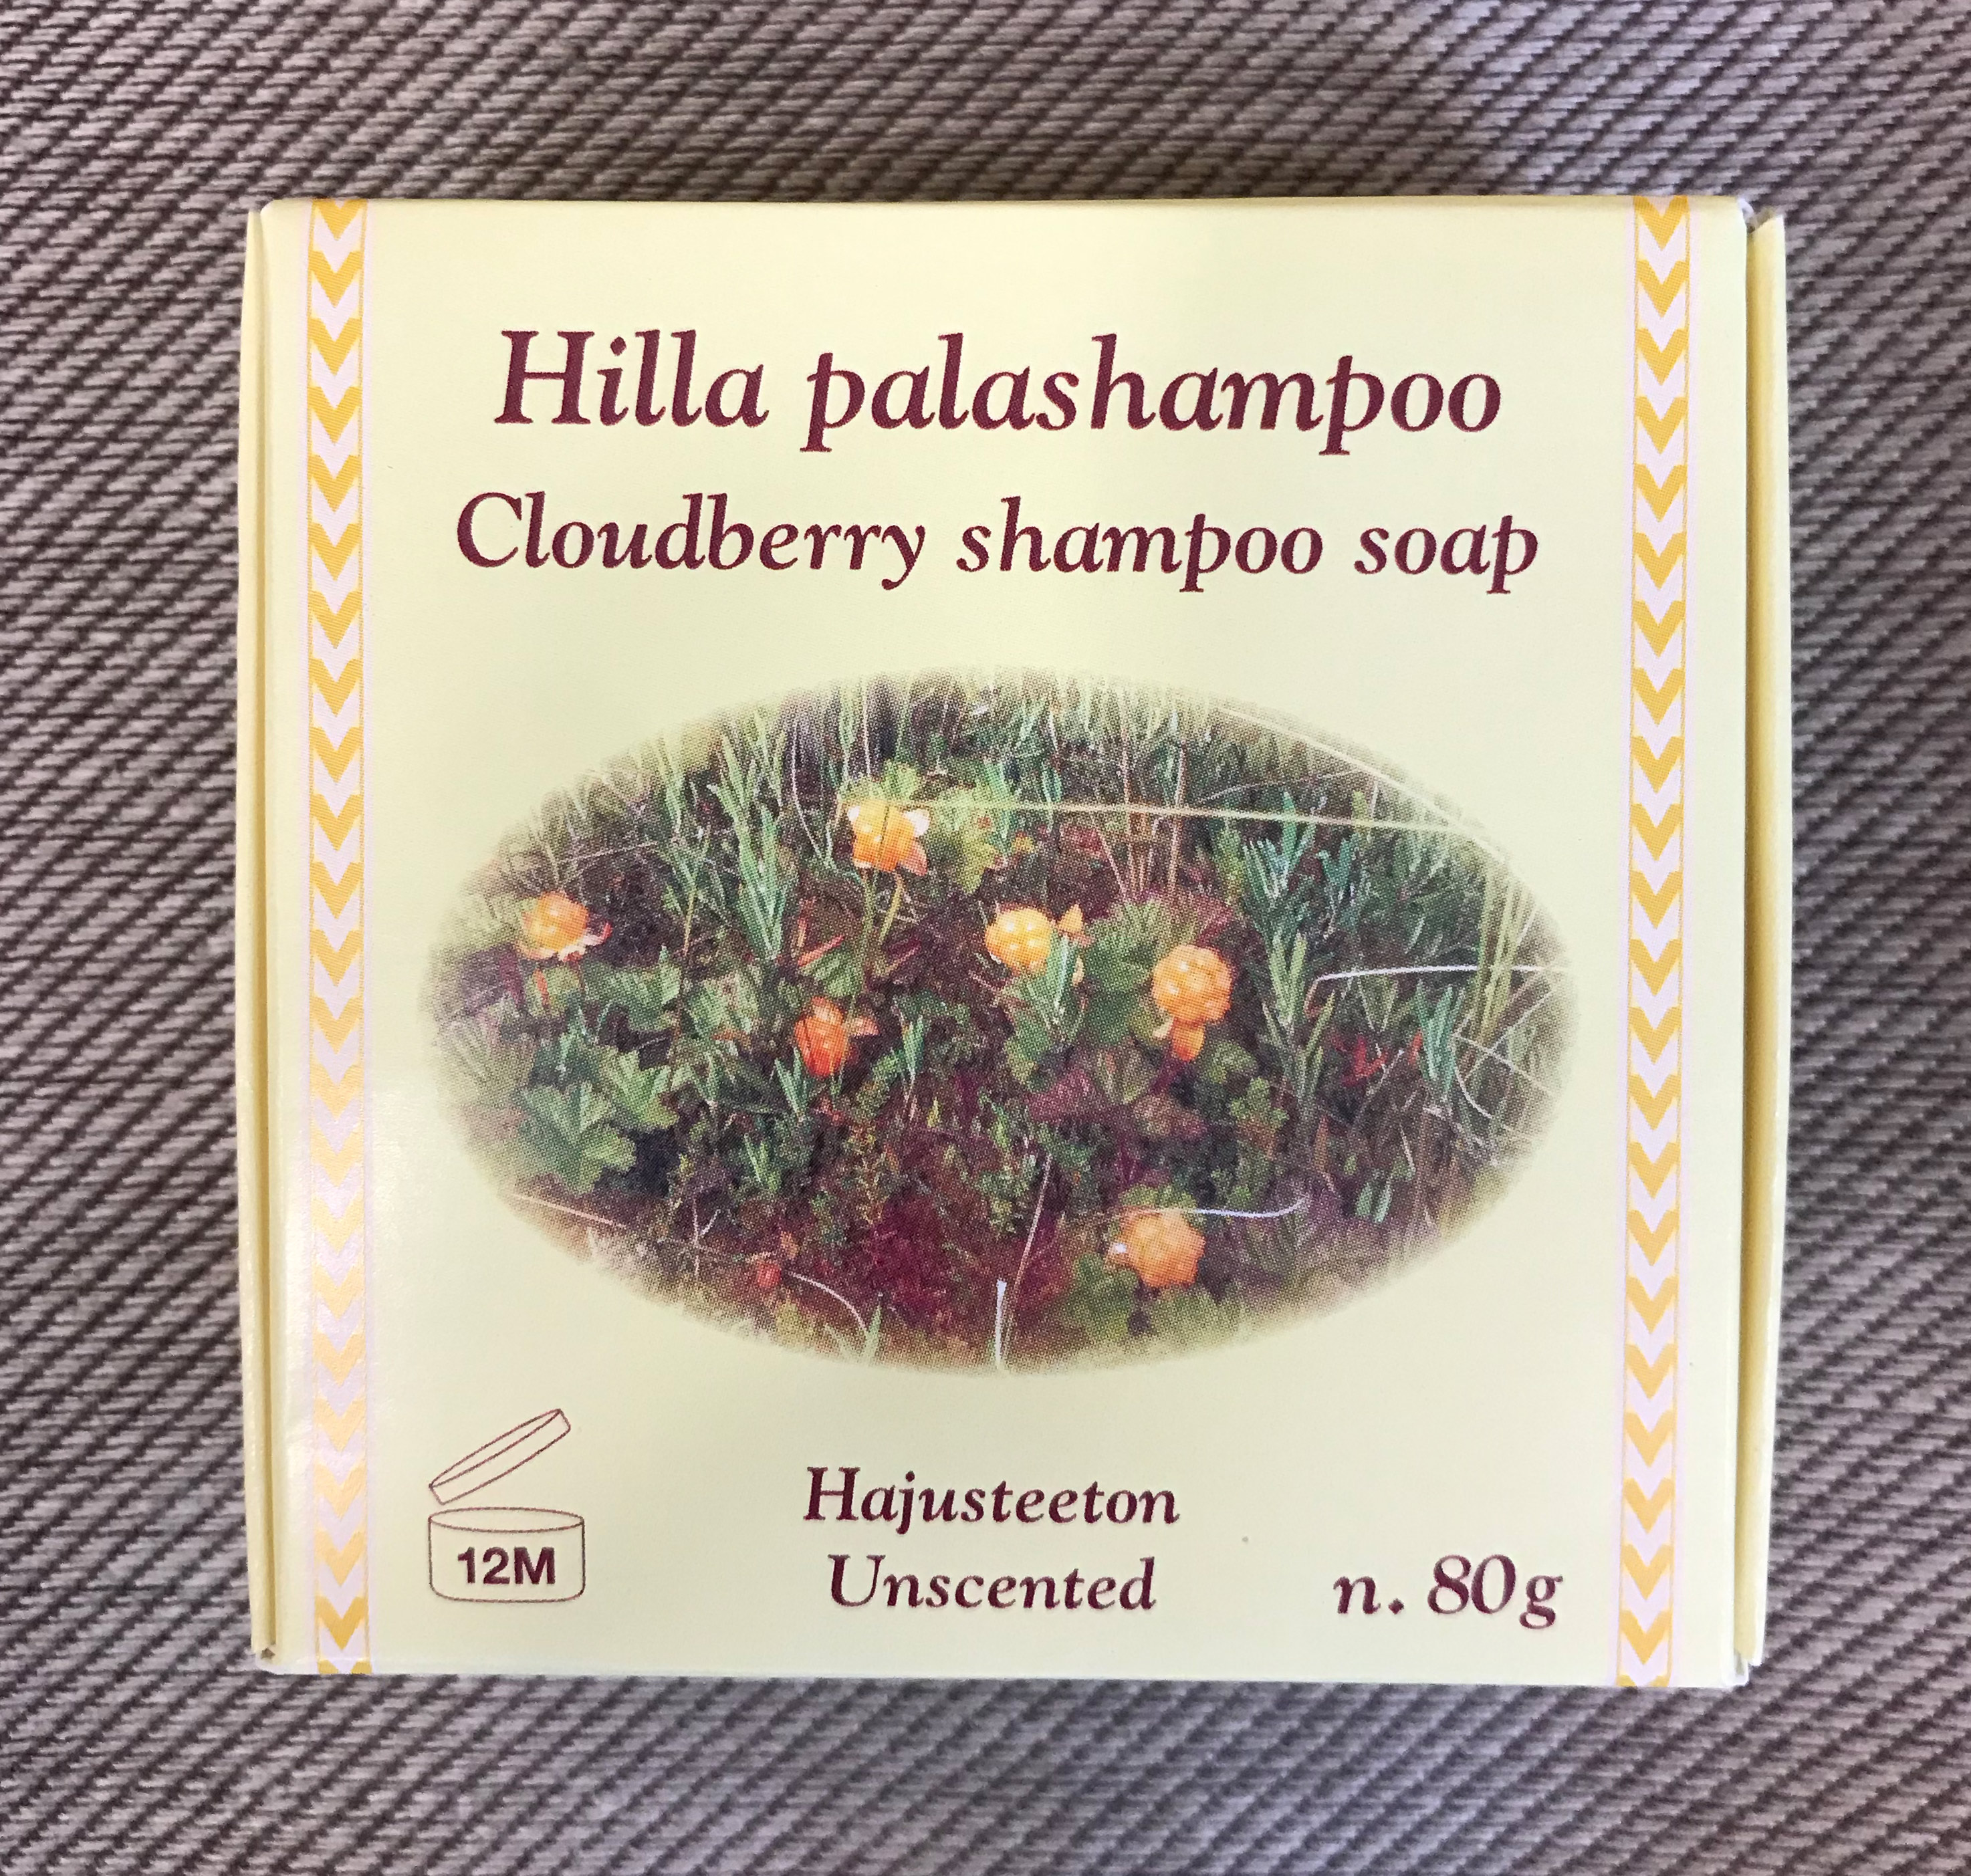 Hilla palashampoo
Cloudberry shampoo soap
12M
Hajusteeton
Unscented
n. 80g